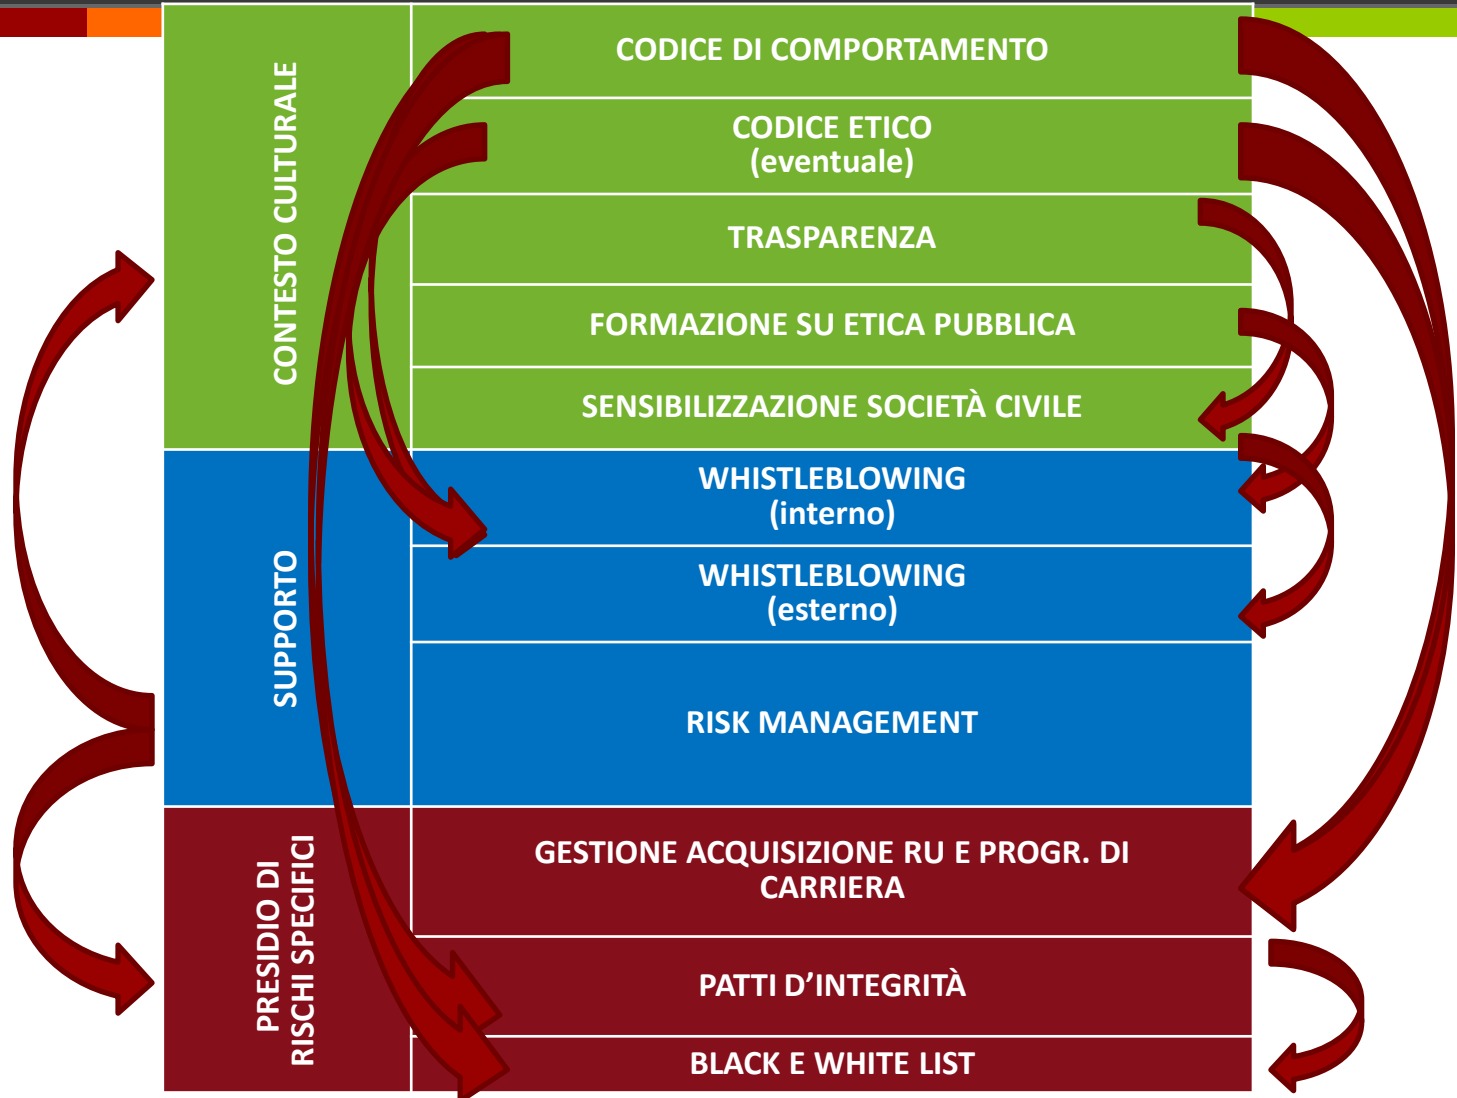 CONTESTO CULTURALE
CODICE DI COMPORTAMENTO
CODICE ETICO
(eventuale)
TRASPARENZA
FORMAZIONE SU ETICA PUBBLICA
SENSIBILIZZAZIONE SOCIETÀ CIVILE
SUPPORTO
WHISTLEBLOWING
(interno)
WHISTLEBLOWING
(esterno)
RISK MANAGEMENT
PRESIDIO DI
RISCHI SPECIFICI
GESTIONE ACQUISIZIONE RU E PROGR. DI
CARRIERA
PATTI D’INTEGRITÀ
BLACK E WHITE LIST